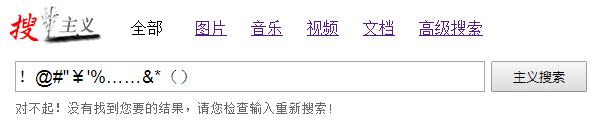 搜主义 全部 图片 音乐 视频 文档 高级搜索
！@#"￥'%……&*（） 主义搜索
对不起！没有找到您要的结果，请您检查输入重新搜索！